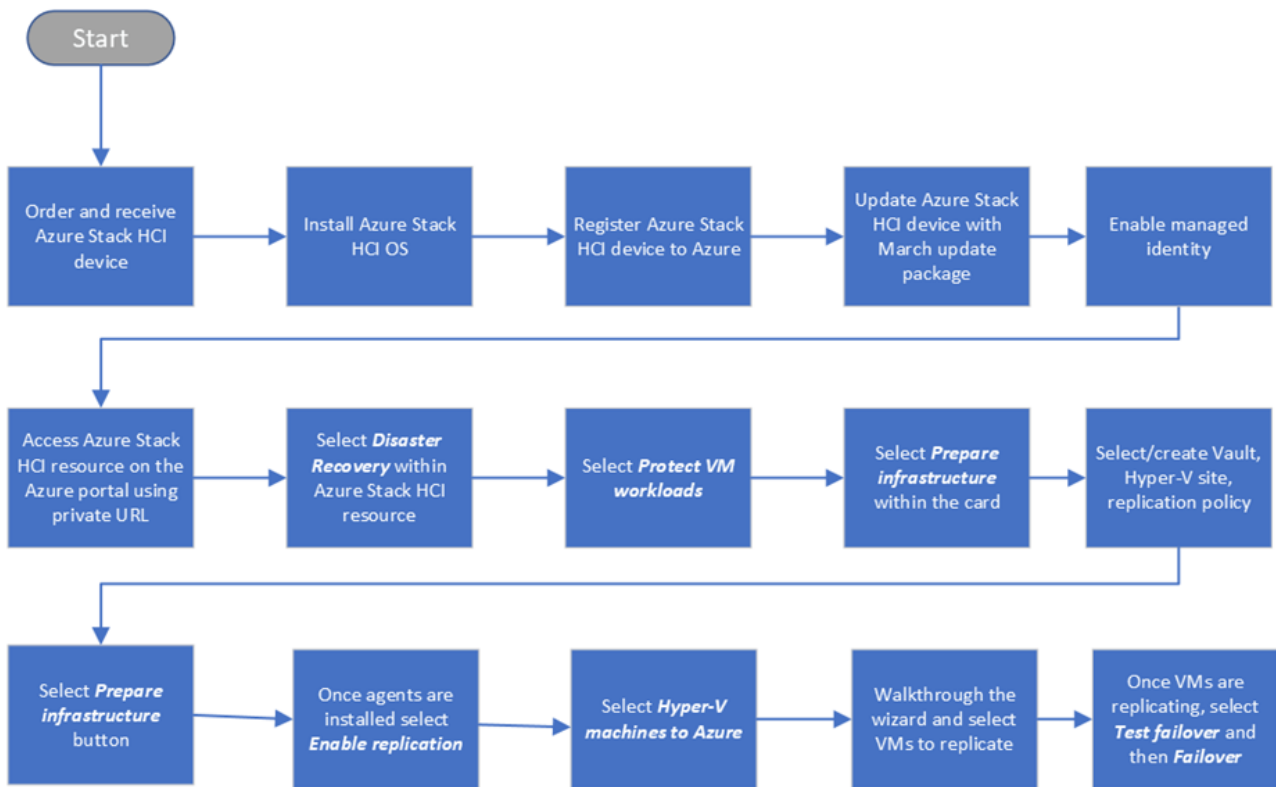 Start
Order and receive
Azure Stack HCI
device
Install Azure Stack
HCI OS
Register Azure Stack
HCI device to Azure
Update Azure Stack
HCI device with
March update
package
Enable managed
identity
Access Azure Stack
HCI resource on the
Azure portal using
private URL
Select Disaster
Recovery within
Azure Stack HCI
resource
Select Protect VM
workloads
Select Prepare
infrastructure
within the card
Select/create Vault,
Hyper-V site,
replication policy
Select Prepare
infrastructure
button
Once agents are
installed select
Enable replication
Select Hyper-V
machines to Azure
Walkthrough the
wizard and select
VMs to replicate
Once VMs are
replicating, select
Test failover and
then Failover